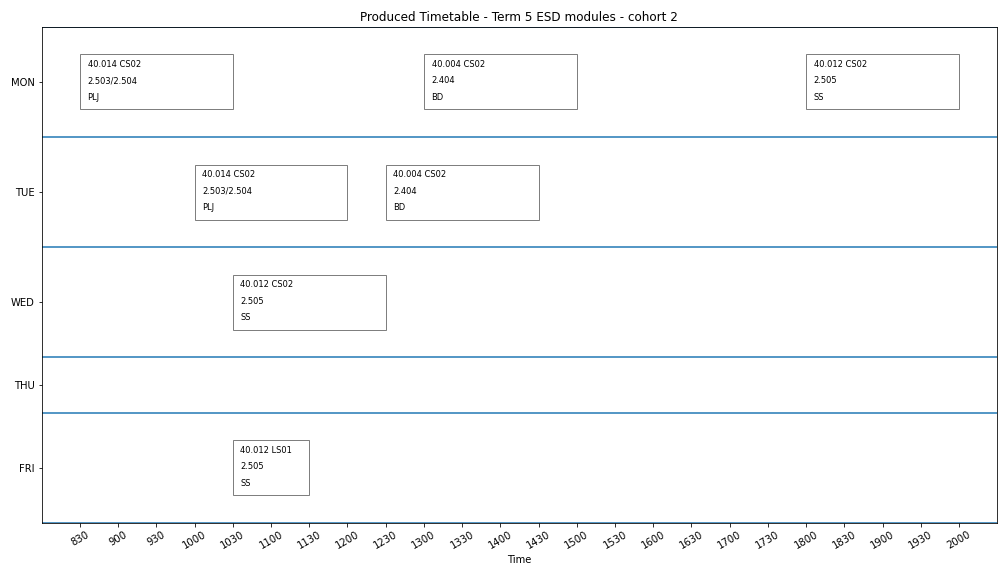 Produced Timetable - Term 5 ESD modules - cohort 2
MON
40.014 CS02
2.503/2.504
PLJ
40.004 CS02
2.404
BD
40.012 CS02
2.505
SS
TUE
40.014 CS02
2.503/2.504
PLJ
40.004 CS02
2.404
BD
WED
40.012 CS02
2.505
SS
THU
FRI
40.012 LS01
2.505
SS
830 900 930 1000 1030 1100 1130 1200 1230 1300 1330 1400 1430 1500 1600 1630 1700 1730 1800 1830 1900 1930 2000
Time